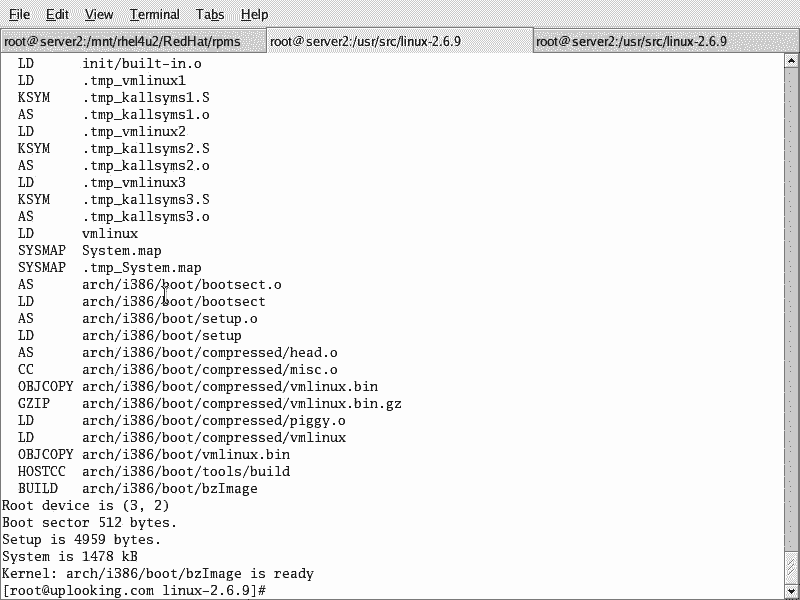 File Edit View Terminal Tabs Help
root@server2:/mnt/rhel4u2/RedHat/rpms root@server2:/usr/src/linux-2.6.9 root@server2:/usr/src/linux-2.6.9
LD init/built-in.o
LD .tmp_vmlinux1
KSYM .tmp_kallsyms1.S
AS .tmp_kallsyms1.o
LD .tmp_vmlinux2
KSYM .tmp_kallsyms2.S
AS .tmp_kallsyms2.o
LD .tmp_vmlinux3
KSYM .tmp_kallsyms3.S
AS .tmp_kallsyms3.o
LD vmlinux
SYSMAP System.map
SYSMAP .tmp_System.map
AS arch/i386/boot/bootsect.o
LD arch/i386/boot/bootsect
AS arch/i386/boot/setup.o
LD arch/i386/boot/setup
AS arch/i386/boot/compressed/head.o
CC arch/i386/boot/compressed/misc.o
OBJCOPY arch/i386/boot/compressed/vmlinux.bin
GZIP arch/i386/boot/compressed/vmlinux.bin.gz
LD arch/i386/boot/compressed/piggy.o
LD arch/i386/boot/compressed/vmlinux
OBJCOPY arch/i386/boot/vmlinux.bin
HOSTCC arch/i386/boot/tools/build
BUILD arch/i386/boot/bzImage
Root device is (3, 2)
Boot sector 512 bytes.
Setup is 4959 bytes.
System is 1478 kB
Kernel: arch/i386/boot/bzImage is ready
[root@uplooking.com linux-2.6.9]#